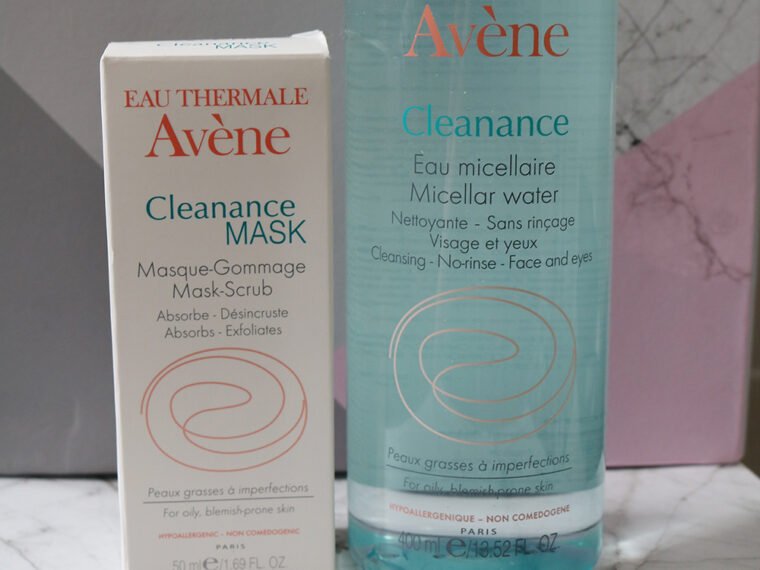 Cleanance
MASK
EAU THERMALE
Avène
Cleanance
MASK
Masque-Gommage
Mask-Scrub
Absorbe - Désincruste
Absorbs - Exfoliates
Peaux grasses à imperfections
For oily, blemish-prone skin
HYPOALLERGENIC - NON COMEDOGENIC
PARIS
50 ml e/1.69 FL. OZ.
Avène
Cleanance
Eau micellaire
Micellar water
Nettoyante - Sans rinçage
Visage et yeux
Cleansing - No-rinse - Face and eyes
Peaux grasses à imperfections
For oily, blemish-prone skin
HYPOALLERGENIQUE - NON COMEDOGENE
PARIS
400 ml e/13.52 FL. OZ.